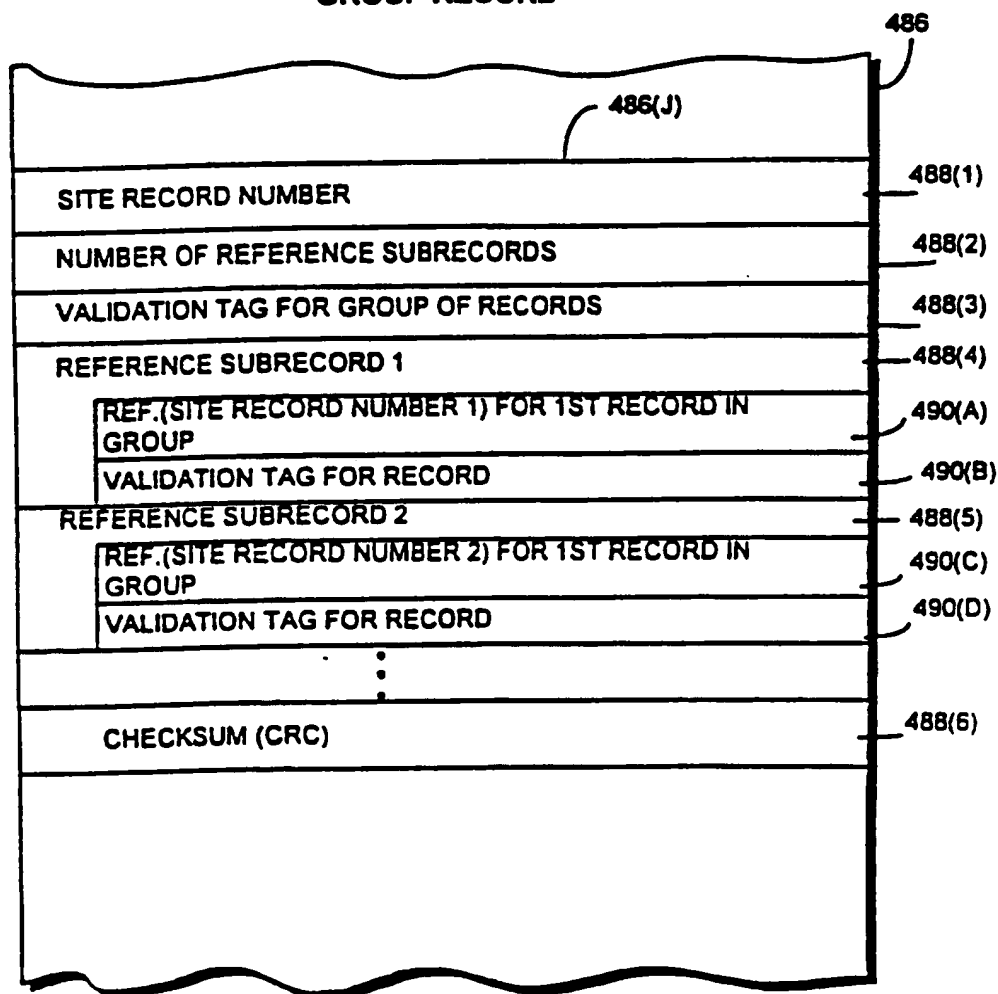 GROUP RECORD
486
486(J)
SITE RECORD NUMBER 488(1)
NUMBER OF REFERENCE SUBRECORDS 488(2)
VALIDATION TAG FOR GROUP OF RECORDS 488(3)
REFERENCE SUBRECORD 1 488(4)
REF.(SITE RECORD NUMBER 1) FOR 1ST RECORD IN
GROUP 490(A)
VALIDATION TAG FOR RECORD 490(B)
REFERENCE SUBRECORD 2 488(5)
REF.(SITE RECORD NUMBER 2) FOR 1ST RECORD IN
GROUP 490(C)
VALIDATION TAG FOR RECORD 490(D)
CHECKSUM (CRC) 488(6)